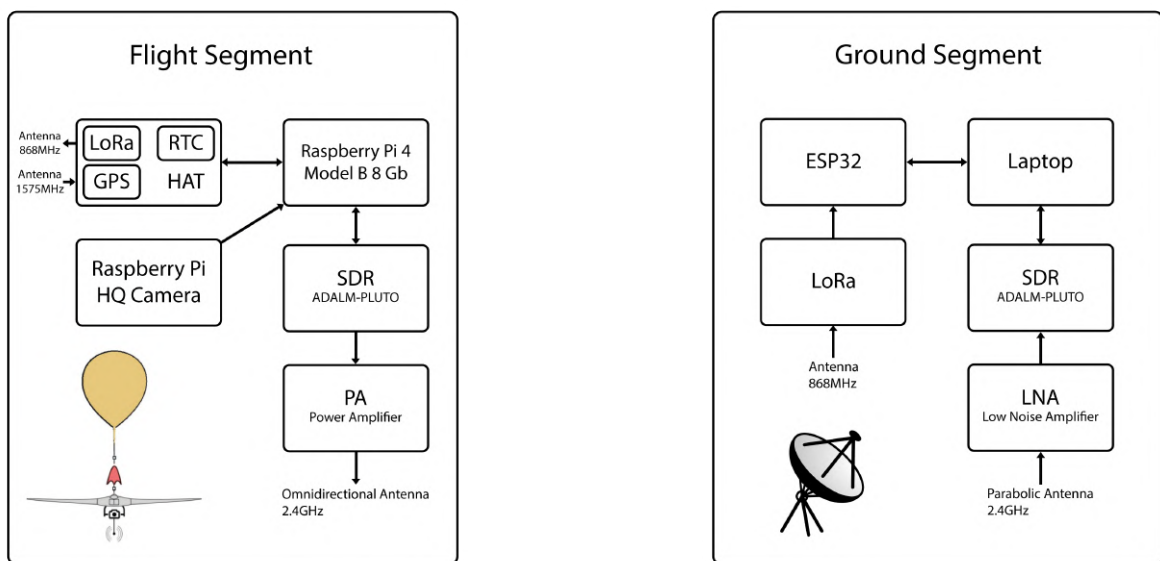 Flight Segment
Antenna
868MHz
LoRa
RTC
Antenna
1575MHz
GPS
HAT
Raspberry Pi 4
Model B 8 Gb
Raspberry Pi
HQ Camera
SDR
ADALM-PLUTO
PA
Power Amplifier
Omnidirectional Antenna
2.4GHz
Ground Segment
ESP32
Laptop
LoRa
SDR
ADALM-PLUTO
Antenna
868MHz
LNA
Low Noise Amplifier
Parabolic Antenna
2.4GHz